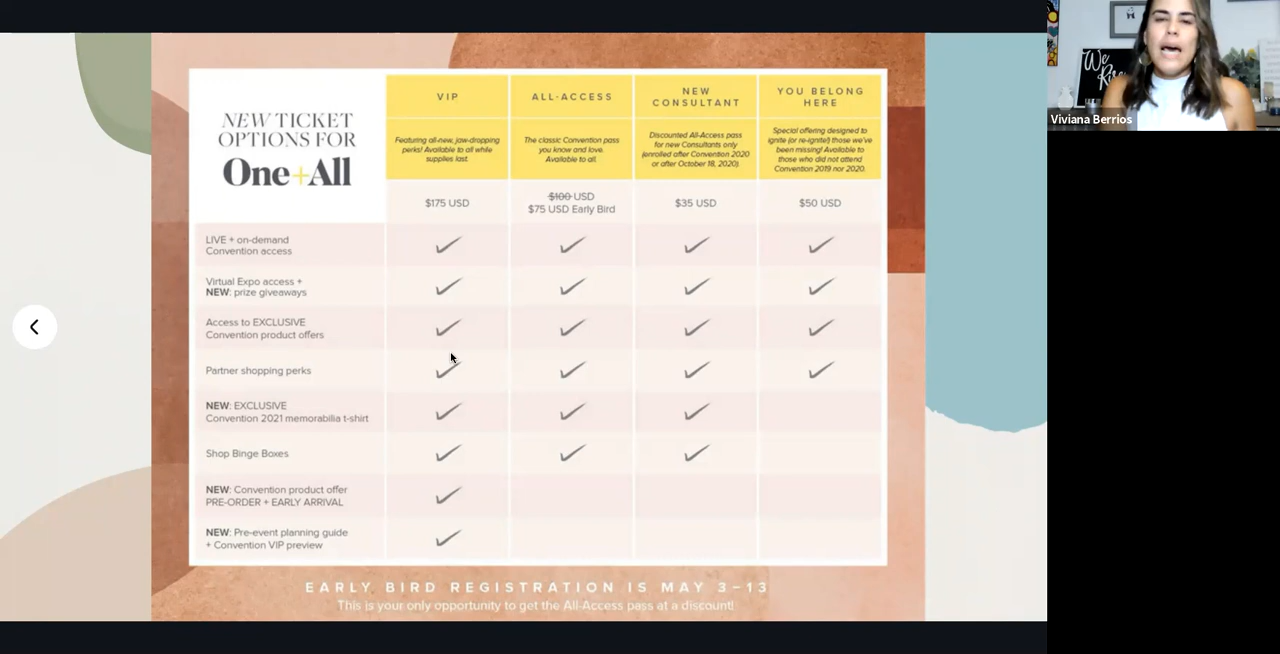 NEW TICKET
OPTIONS FOR
One+All
VIP
ALL-ACCESS
NEW
CONSULTANT
YOU BELONG
HERE
Featuring all-new, jaw-dropping
perks! Available to all while
supplies last.
The classic Convention pass
you know and love.
Available to all.
Discounted All-Access pass
for new Consultants only
(enrolled after Convention 2020
or after October 18, 2020).
Special offering designed to
ignite (or re-ignite!) those we've
been missing! Available to
those who did not attend
Convention 2019 nor 2020.
$175 USD
$100 USD
$75 USD Early Bird
$35 USD
$50 USD
LIVE + on-demand
Convention access
Virtual Expo access +
NEW: prize giveaways
Access to EXCLUSIVE
Convention product offers
Partner shopping perks
NEW: EXCLUSIVE
Convention 2021 memorabilia t-shirt
Shop Binge Boxes
NEW: Convention product offer
PRE-ORDER + EARLY ARRIVAL
NEW: Pre-event planning guide
+ Convention VIP preview
EARLY BIRD REGISTRATION IS MAY 3–13
This is your only opportunity to get the All-Access pass at a discount!
We
Rise
Viviana Berrios